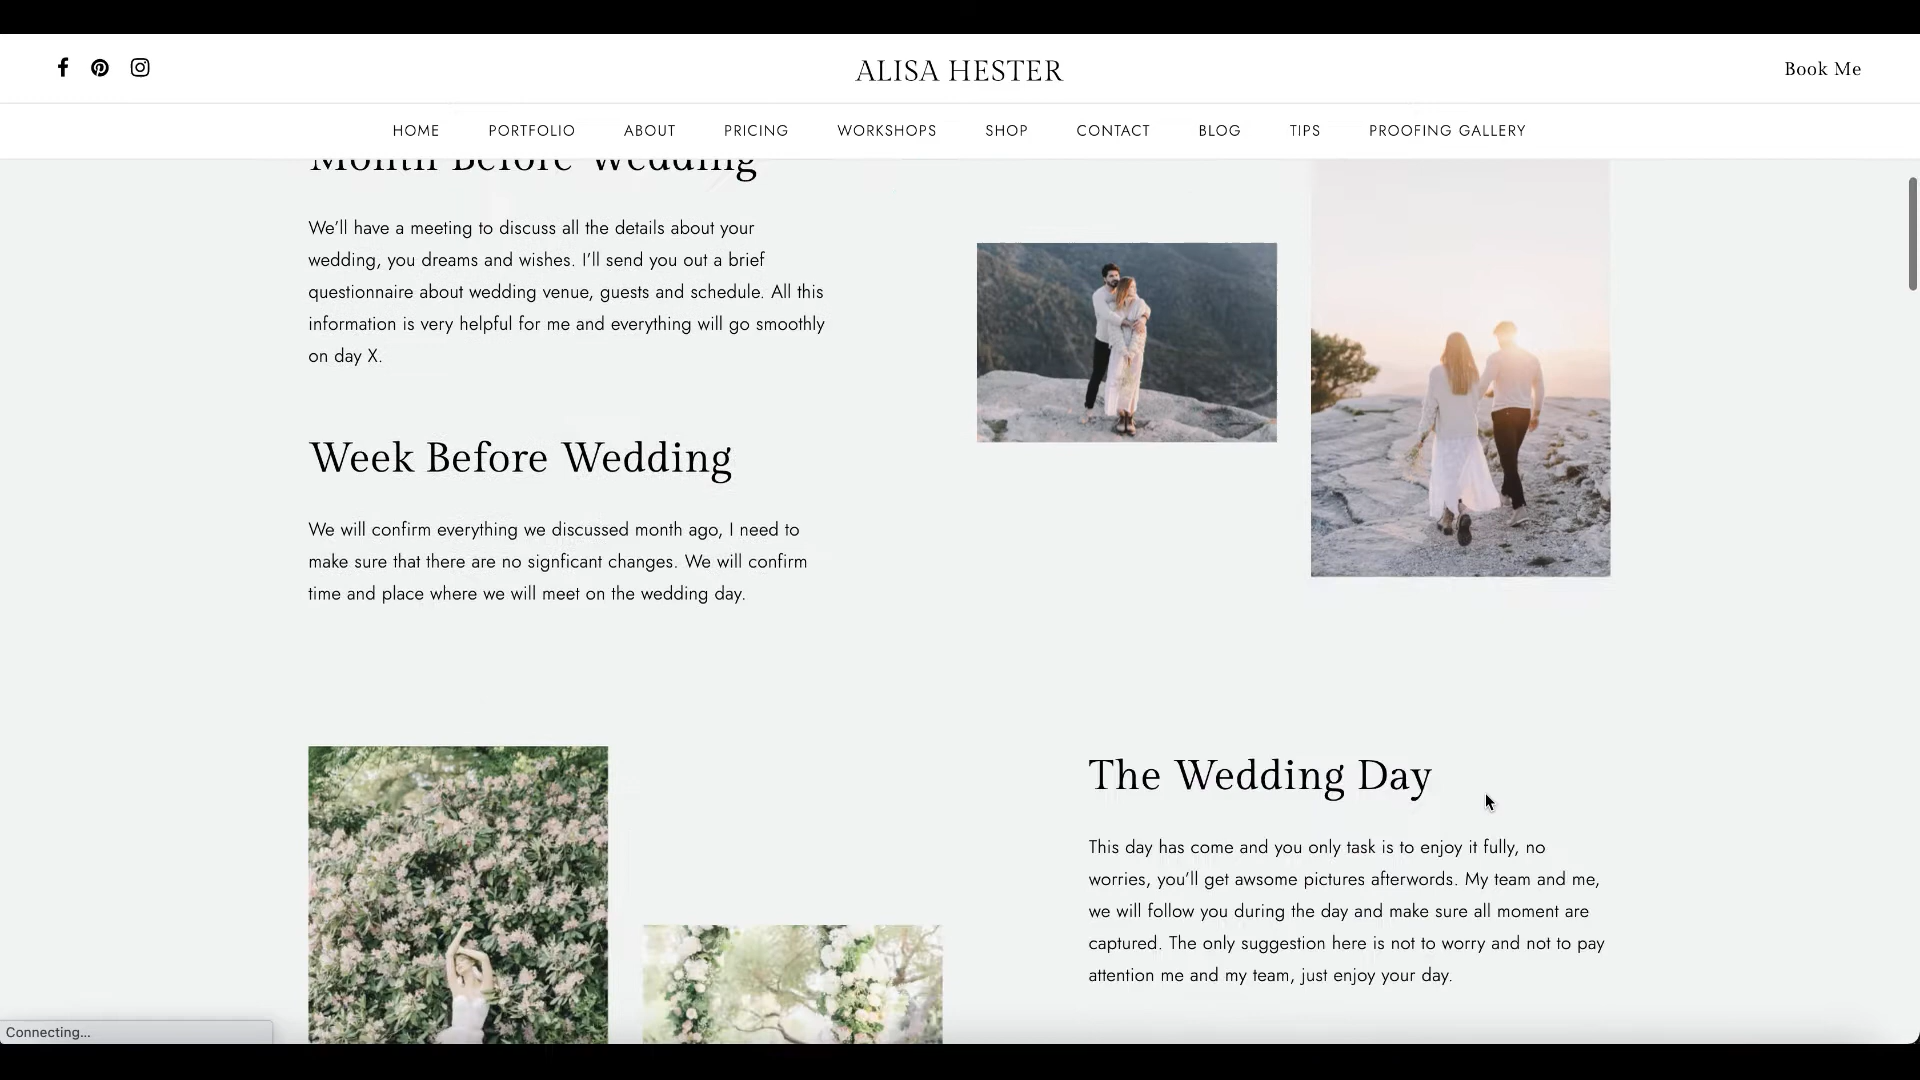 ALISA HESTER
Book Me
HOME PORTFOLIO ABOUT PRICING WORKSHOPS SHOP CONTACT BLOG TIPS PROOFING GALLERY
Month Before Wedding
We'll have a meeting to discuss all the details about your
wedding, you dreams and wishes. I'll send you out a brief
questionnaire about wedding venue, guests and schedule. All this
information is very helpful for me and everything will go smoothly
on day X.
Week Before Wedding
We will confirm everything we discussed month ago, I need to
make sure that there are no signficant changes. We will confirm
time and place where we will meet on the wedding day.
The Wedding Day
This day has come and you only task is to enjoy it fully, no
worries, you'll get awsome pictures afterwords. My team and me,
we will follow you during the day and make sure all moment are
captured. The only suggestion here is not to worry and not to pay
attention me and my team, just enjoy your day.
Connecting...